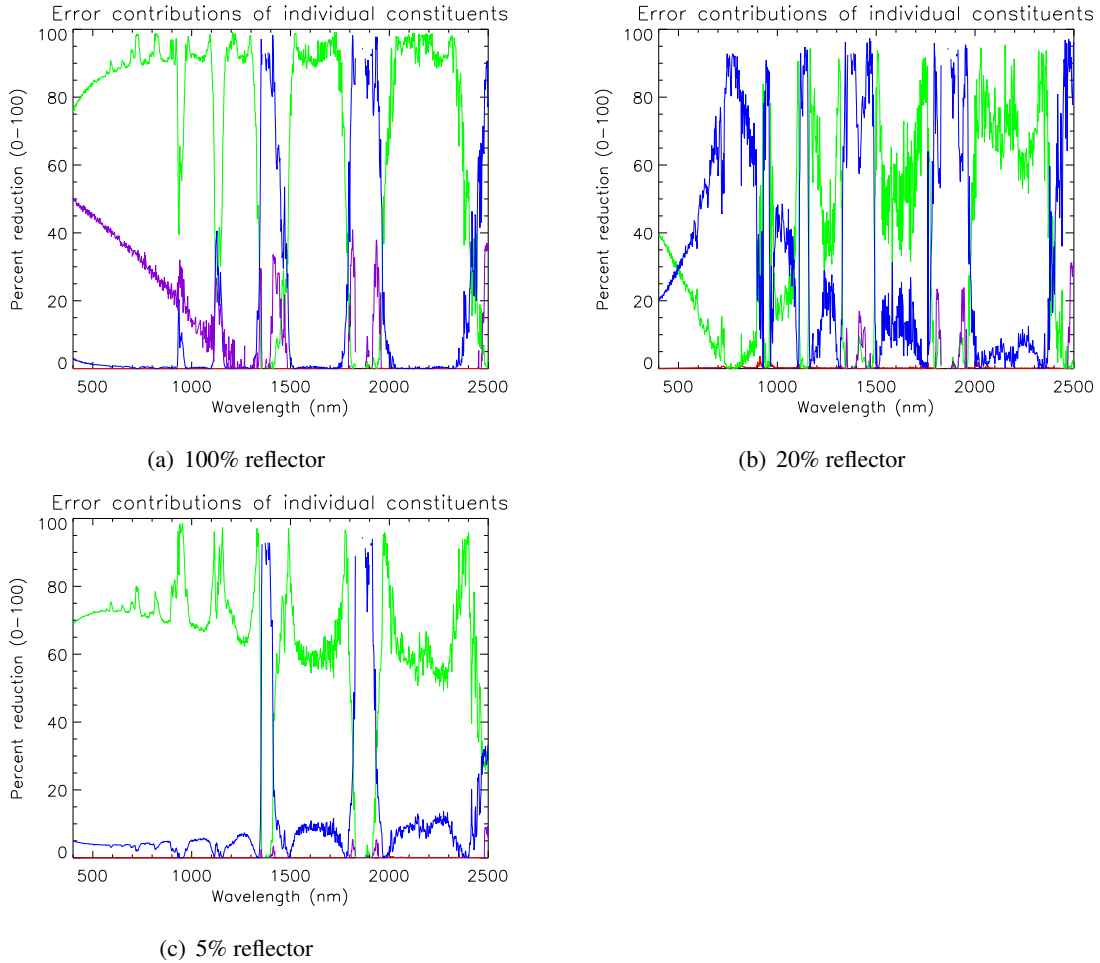 Error contributions of individual constituents
Percent reduction (0-100)
100
80
60
40
20
0
500 1000 1500 2000 2500
Wavelength (nm)
(a) 100% reflector
Error contributions of individual constituents
Percent reduction (0-100)
100
80
60
40
20
0
500 1000 1500 2000 2500
Wavelength (nm)
(b) 20% reflector
Error contributions of individual constituents
Percent reduction (0-100)
100
80
60
40
20
0
500 1000 1500 2000 2500
Wavelength (nm)
(c) 5% reflector